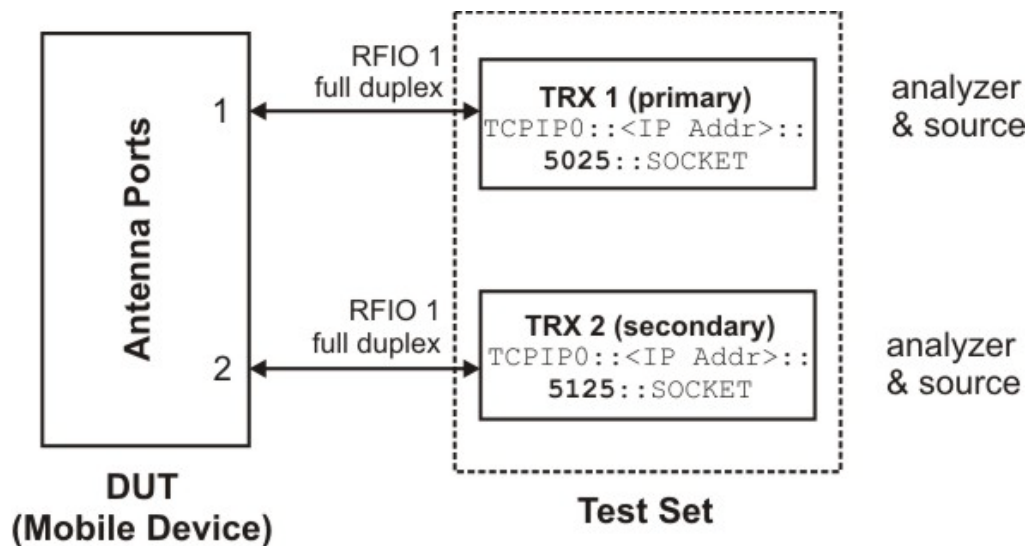 Antenna Ports
1
2
DUT
(Mobile Device)
RFIO 1
full duplex
RFIO 1
full duplex
TRX 1 (primary)
TCPIP0::<IP Addr>::
5025::SOCKET
TRX 2 (secondary)
TCPIP0::<IP Addr>::
5125::SOCKET
Test Set
analyzer
& source
analyzer
& source